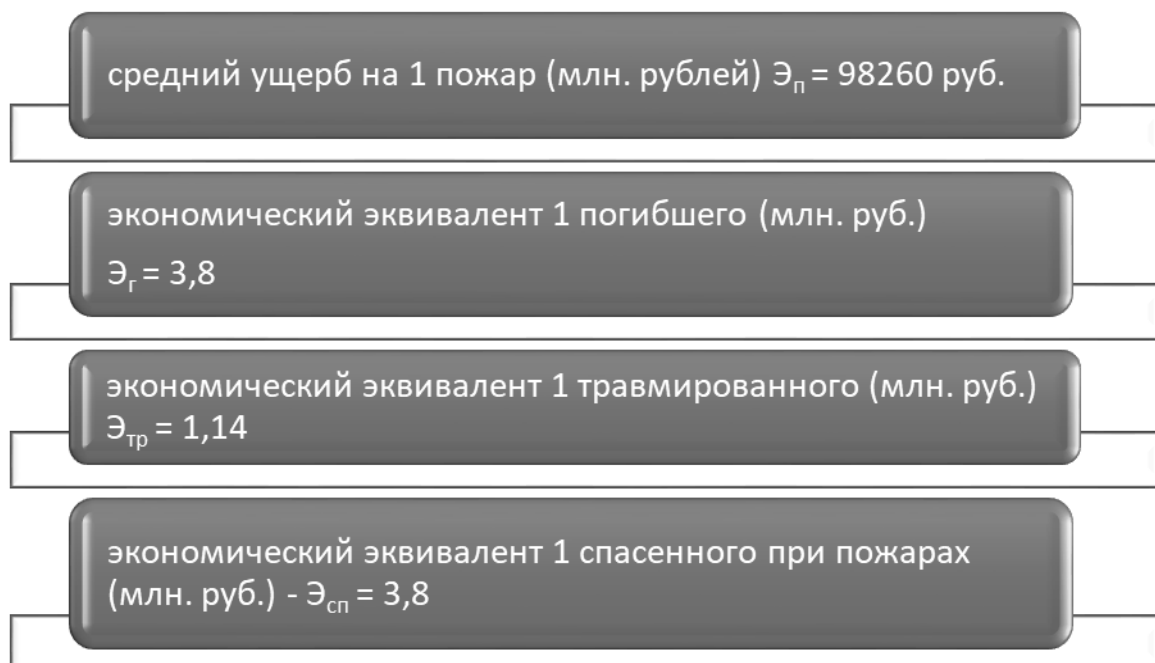 средний ущерб на 1 пожар (млн. рублей) Эп = 98260 руб.
экономический эквивалент 1 погибшего (млн. руб.)
Эг = 3,8
экономический эквивалент 1 травмированного (млн. руб.)
Этр = 1,14
экономический эквивалент 1 спасенного при пожарах
(млн. руб.) - Эсп = 3,8